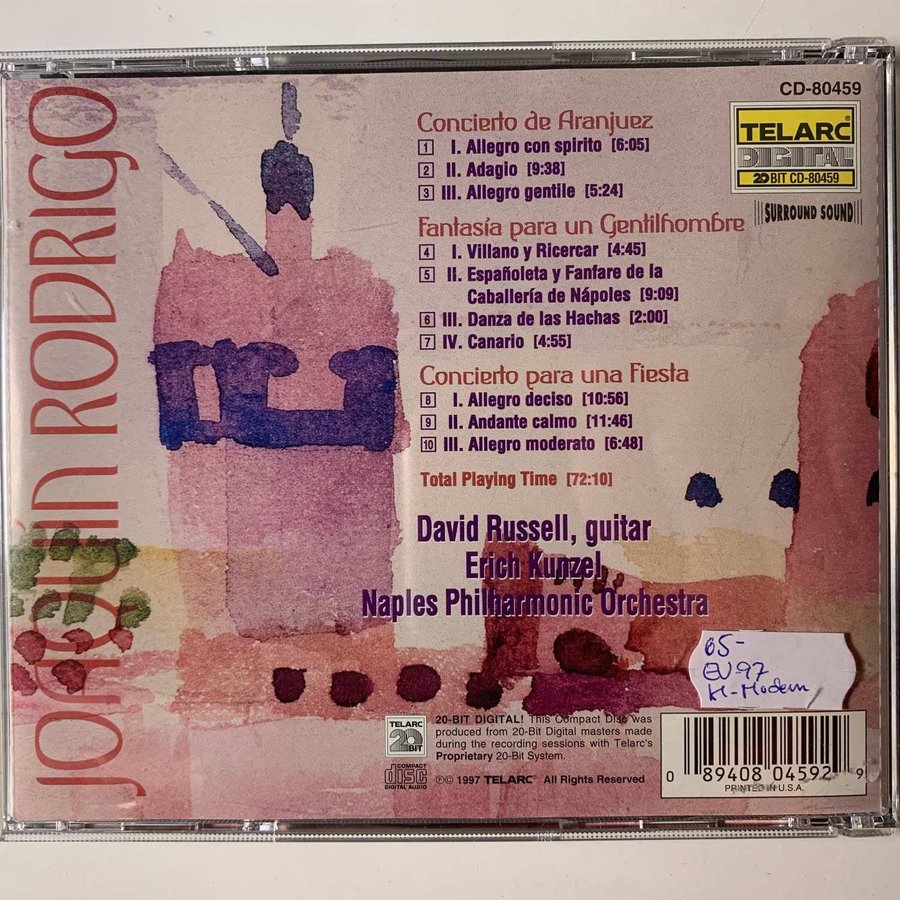 JOAQUÍN RODRIGO
CD-80459
TELARC®
DIGITAL
20 BIT CD-80459
SURROUND SOUND
Concierto de Aranjuez
1 I. Allegro con spirito [6:05]
2 II. Adagio [9:38]
3 III. Allegro gentile [5:24]
Fantasía para un Gentilhombre
4 I. Villano y Ricercar [4:45]
5 II. Españoleta y Fanfare de la
Caballería de Nápoles [9:09]
6 III. Danza de las Hachas [2:00]
7 IV. Canario [4:55]
Concierto para una Fiesta
8 I. Allegro deciso [10:56]
9 II. Andante calmo [11:46]
10 III. Allegro moderato [6:48]
Total Playing Time [72:10]
David Russell, guitar
Erich Kunzel
Naples Philharmonic Orchestra
65-
EV97
Kl-Modern
TELARC
20 BIT
20-BIT DIGITAL! This Compact Disc was
produced from 20-Bit Digital masters made
during the recording sessions with Telarc's
Proprietary 20-Bit System.
COMPACT
disc
DIGITAL AUDIO
℗© 1997 TELARC® All Rights Reserved
0 89408 04592 9
PRINTED IN U.S.A.